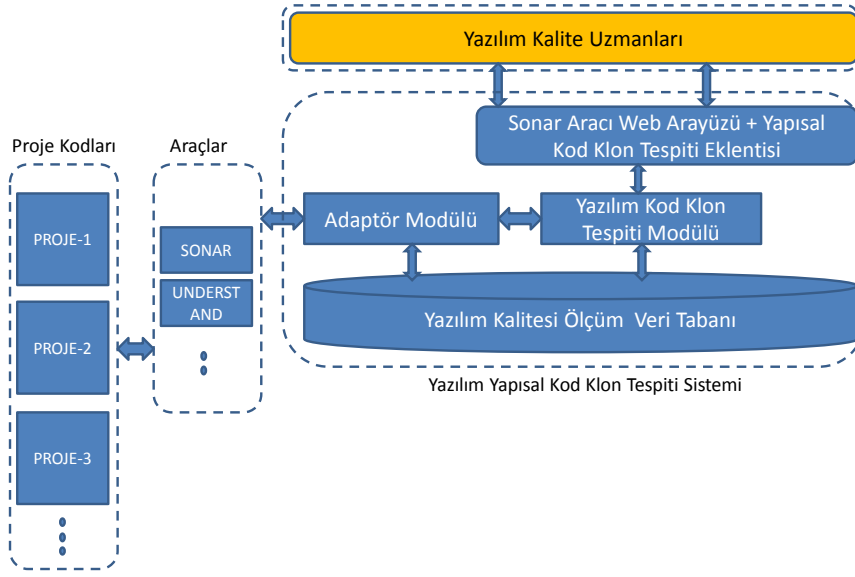 Yazılım Kalite Uzmanları
Sonar Aracı Web Arayüzü + Yapısal
Kod Klon Tespiti Eklentisi
Proje Kodları
Araçlar
PROJE-1
PROJE-2
PROJE-3
SONAR
UNDERST
AND
Adaptör Modülü
Yazılım Kod Klon
Tespiti Modülü
Yazılım Kalitesi Ölçüm Veri Tabanı
Yazılım Yapısal Kod Klon Tespiti Sistemi